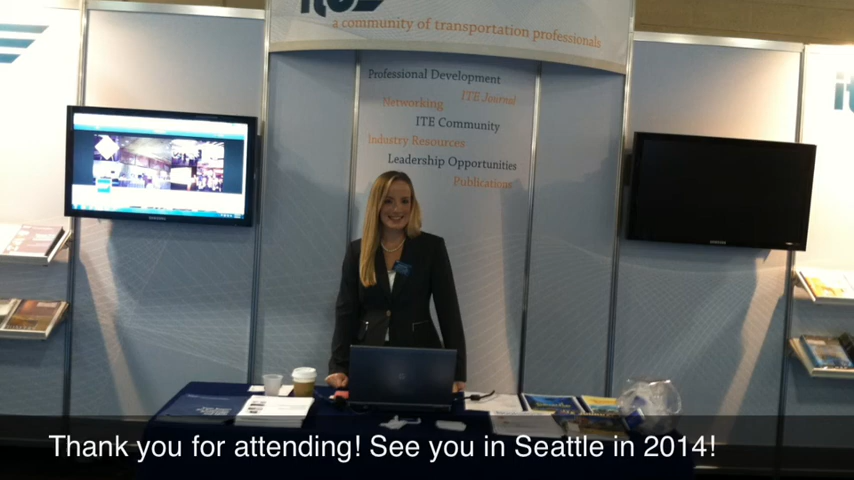 ite
a community of transportation professionals
Professional Development
ITE Journal
Networking
ITE Community
Industry Resources
Leadership Opportunities
Publications
Thank you for attending! See you in Seattle in 2014!